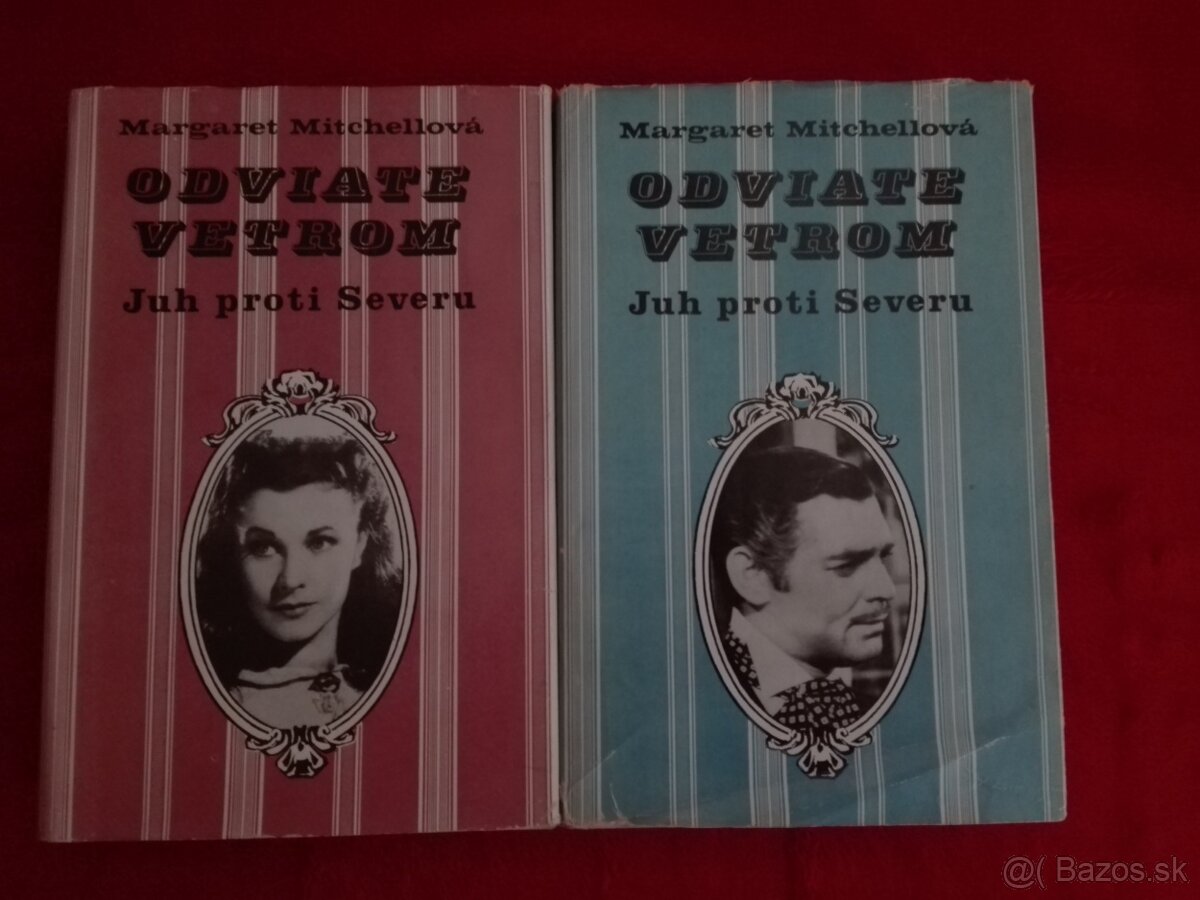 Margaret Mitchellová
ODVIATE
VETROM
Juh proti Severu
Margaret Mitchellová
ODVIATE
VETROM
Juh proti Severu
@( Bazos.sk